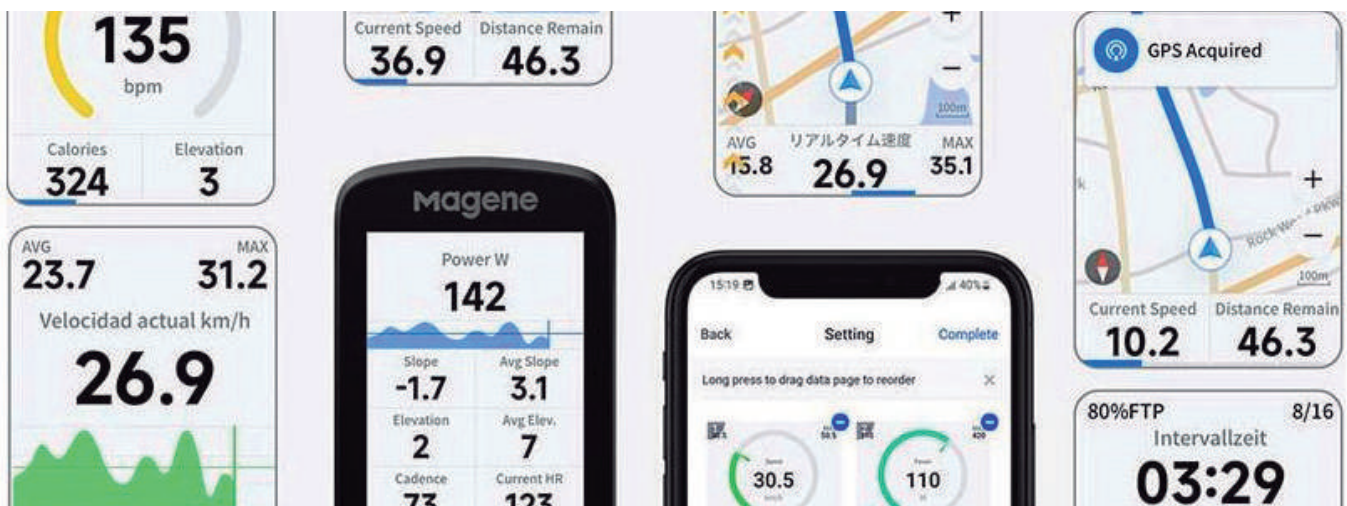 135
bpm
Calories Elevation
324 3
AVG MAX
23.7 31.2
Velocidad actual km/h
26.9
Current Speed Distance Remain
36.9 46.3
Magene
Power W
142
Slope Avg Slope
-1.7 3.1
Elevation Avg Elev.
2 7
Cadence Current HR
73 123
+
−
100m
AVG リアルタイム速度 MAX
13.8 26.9 35.1
15:19 40%
Back Setting Complete
Long press to drag data page to reorder ×
30.5 110
GPS Acquired
+
−
100m
Current Speed Distance Remain
10.2 46.3
80%FTP 8/16
Intervallzeit
03:29